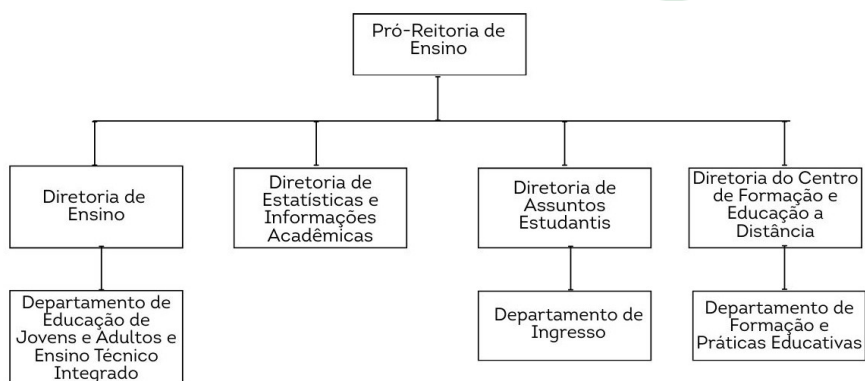 Pró-Reitoria de
Ensino
Diretoria de
Ensino
Diretoria de
Estatísticas e
Informações
Acadêmicas
Diretoria de
Assuntos
Estudantis
Diretoria do Centro
de Formação e
Educação a
Distância
Departamento de
Educação de
Jovens e Adultos e
Ensino Técnico
Integrado
Departamento de
Ingresso
Departamento de
Formação e
Práticas Educativas